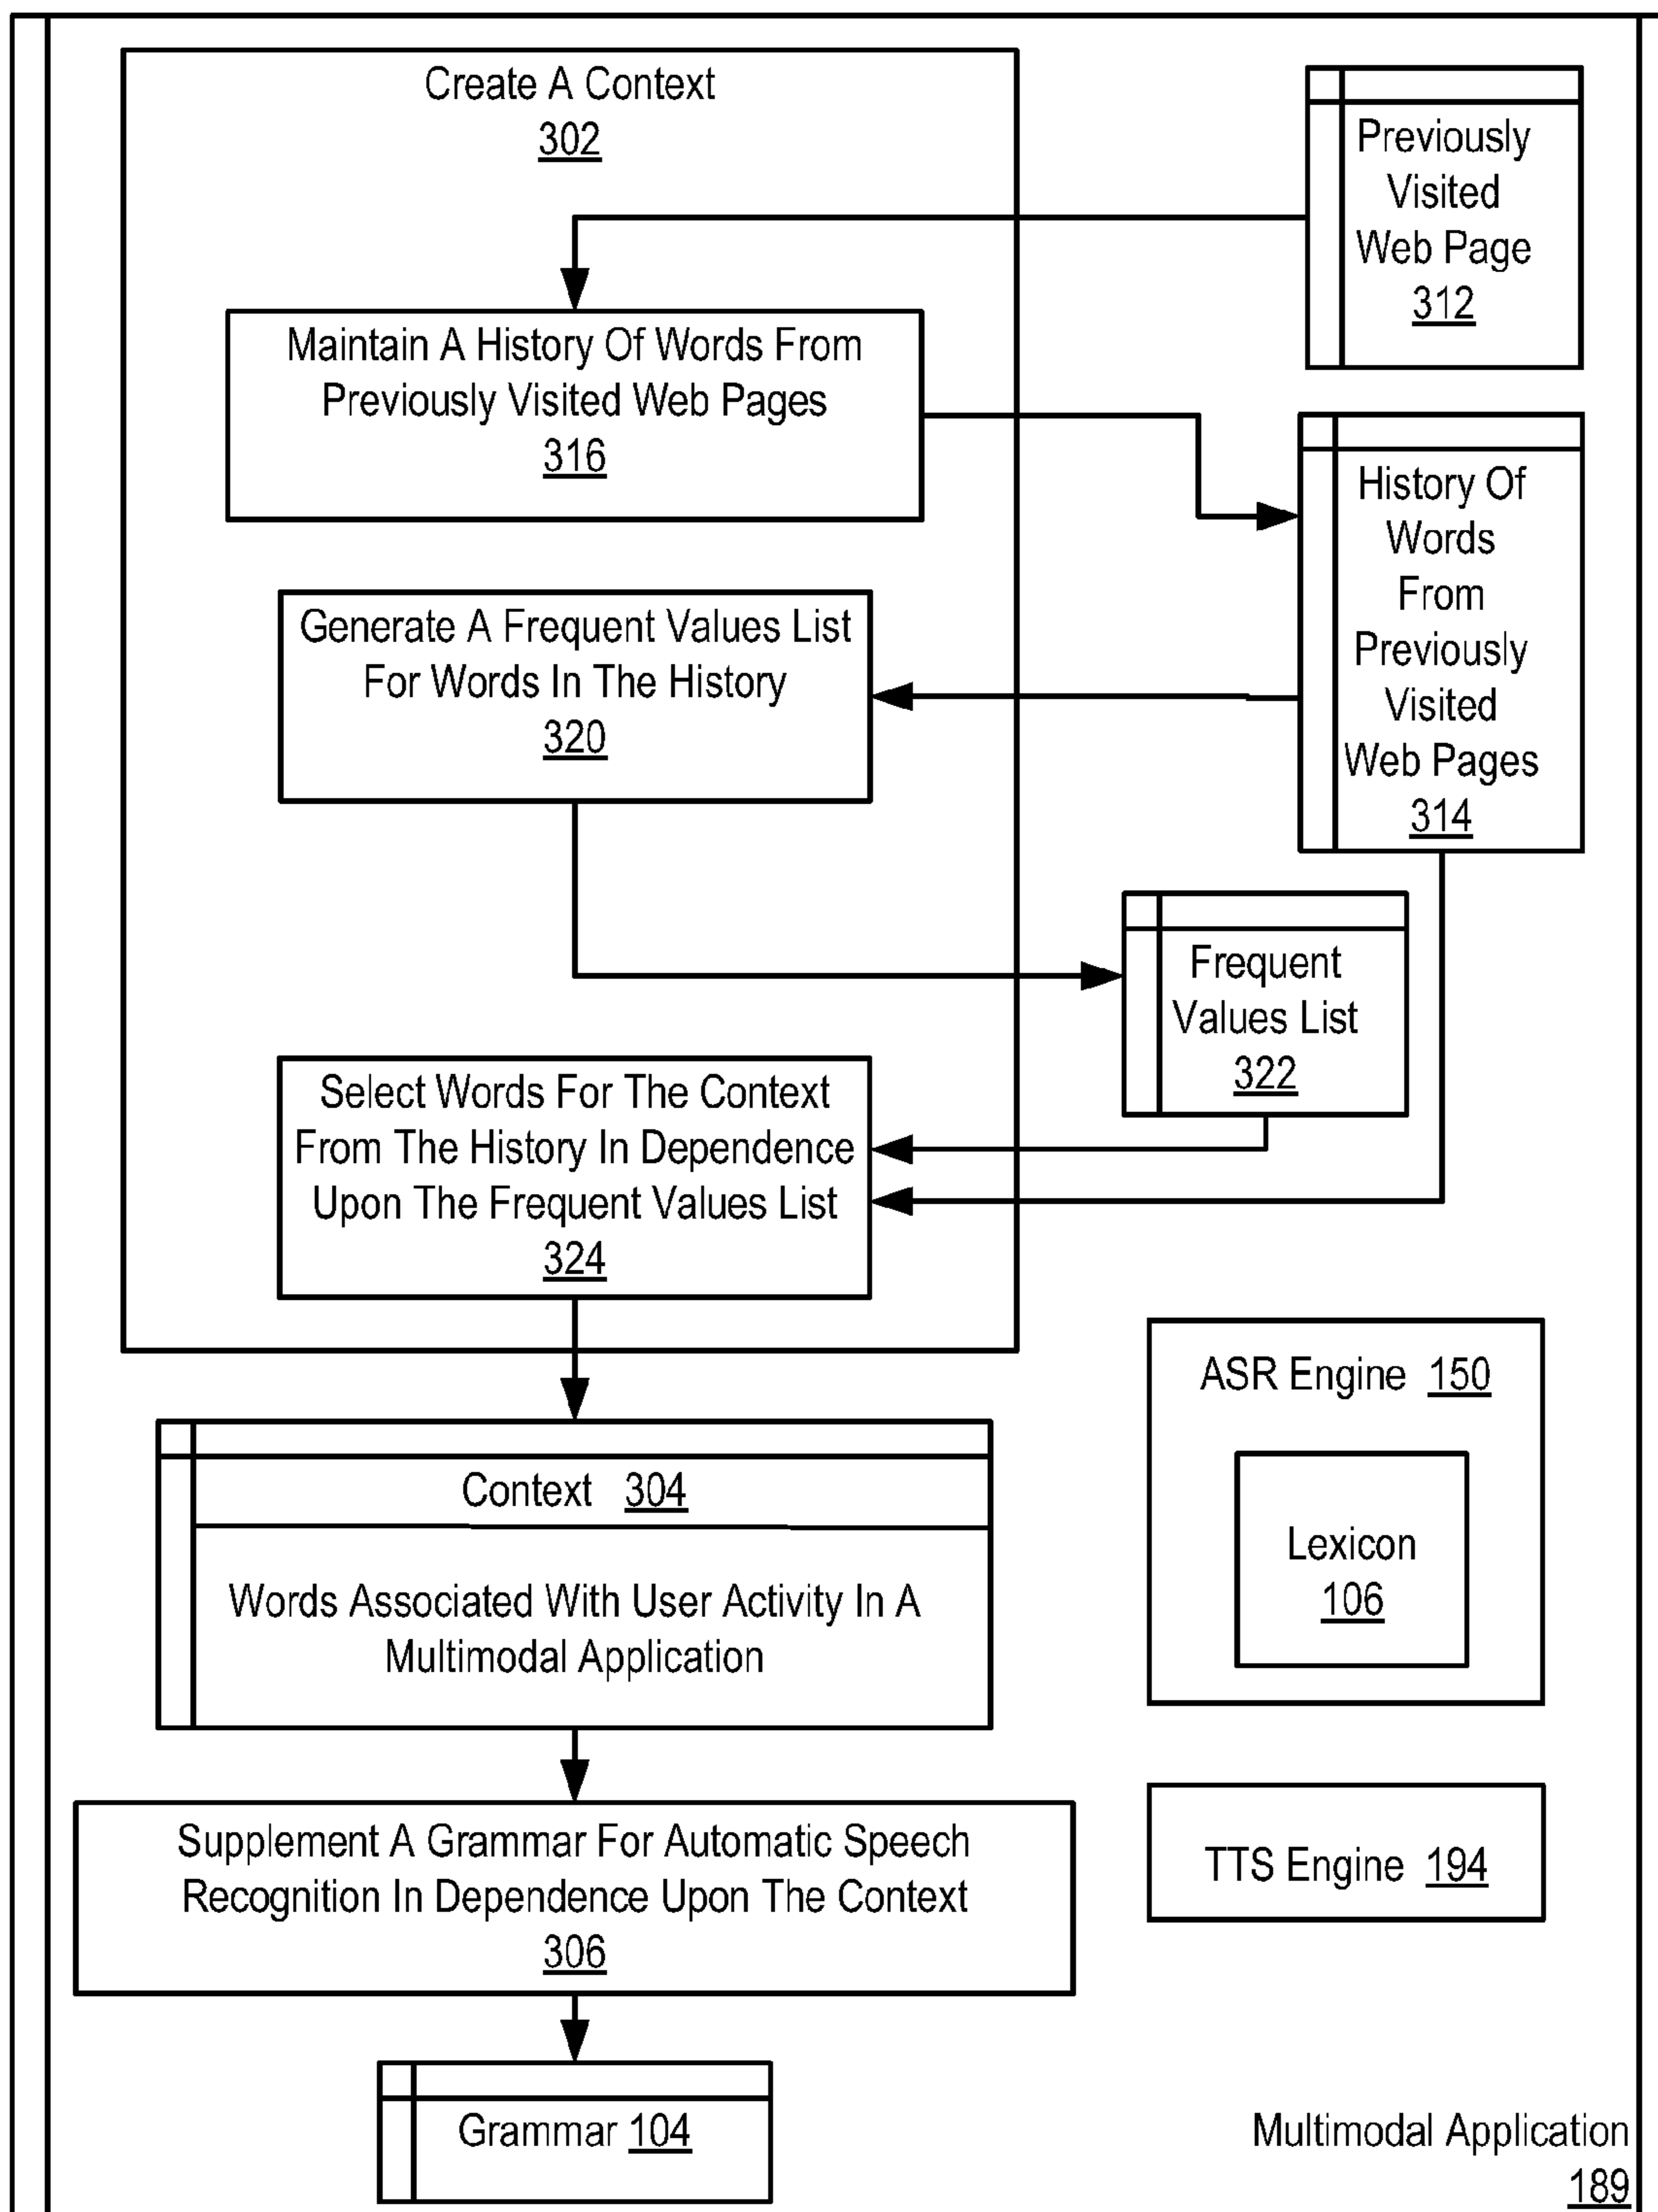 Create A Context
302
Previously
Visited
Web Page
312
Maintain A History Of Words From
Previously Visited Web Pages
316
History Of
Words
From
Previously
Visited
Web Pages
314
Generate A Frequent Values List
For Words In The History
320
Frequent
Values List
322
Select Words For The Context
From The History In Dependence
Upon The Frequent Values List
324
ASR Engine 150
Lexicon
106
Context 304
Words Associated With User Activity In A
Multimodal Application
Supplement A Grammar For Automatic Speech
Recognition In Dependence Upon The Context
306
TTS Engine 194
Grammar 104
Multimodal Application
189